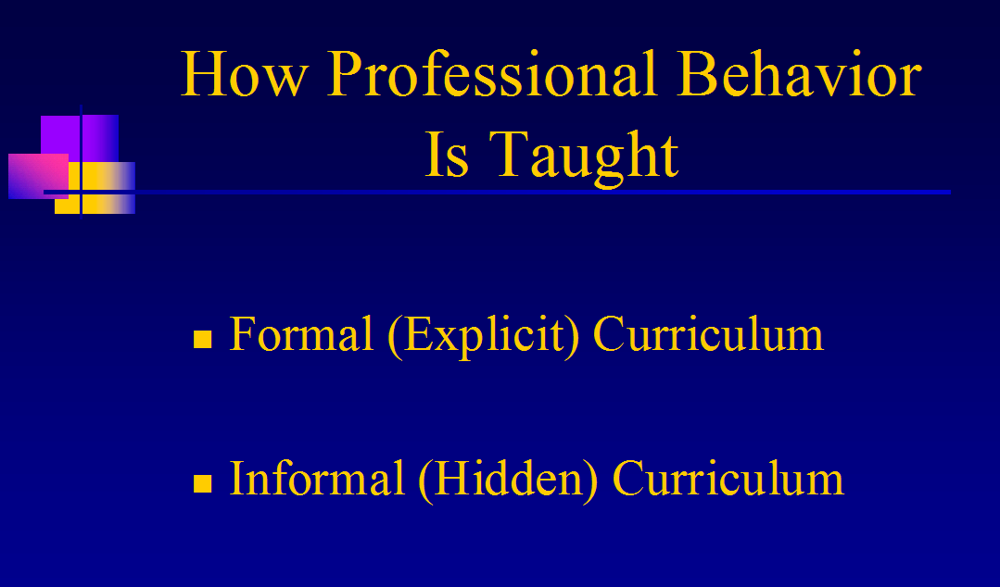 How Professional Behavior
Is Taught
Formal (Explicit) Curriculum
Informal (Hidden) Curriculum